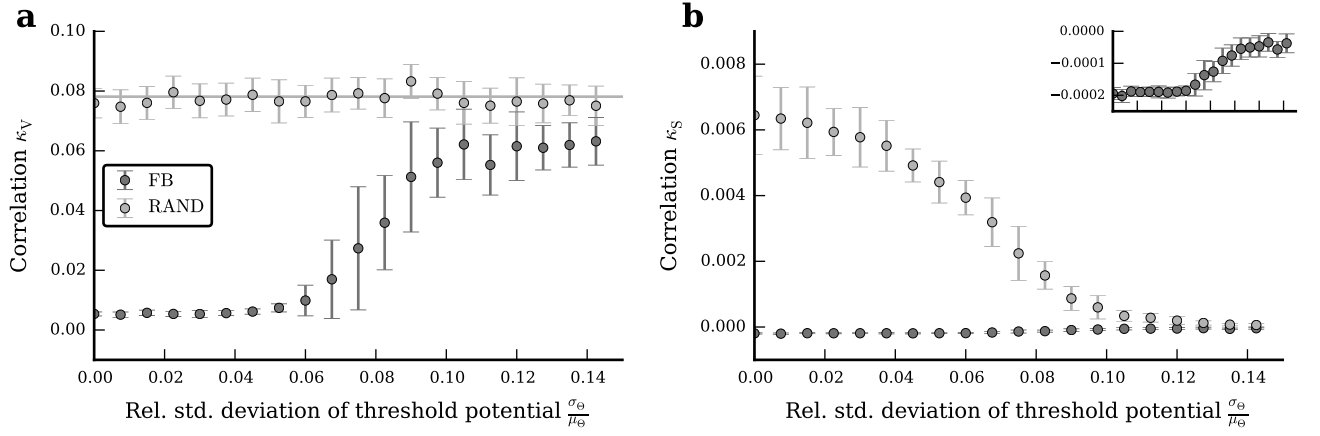 a
0.10
0.08
0.06
0.04
0.02
0.00
Correlation κV
FB
RAND
0.00 0.02 0.04 0.06 0.08 0.10 0.12 0.14
Rel. std. deviation of threshold potential σΘ/μΘ
b
0.008
0.006
0.004
0.002
0.000
Correlation κS
0.0000
−0.0001
−0.0002
0.00 0.02 0.04 0.06 0.08 0.10 0.12 0.14
Rel. std. deviation of threshold potential σΘ/μΘ